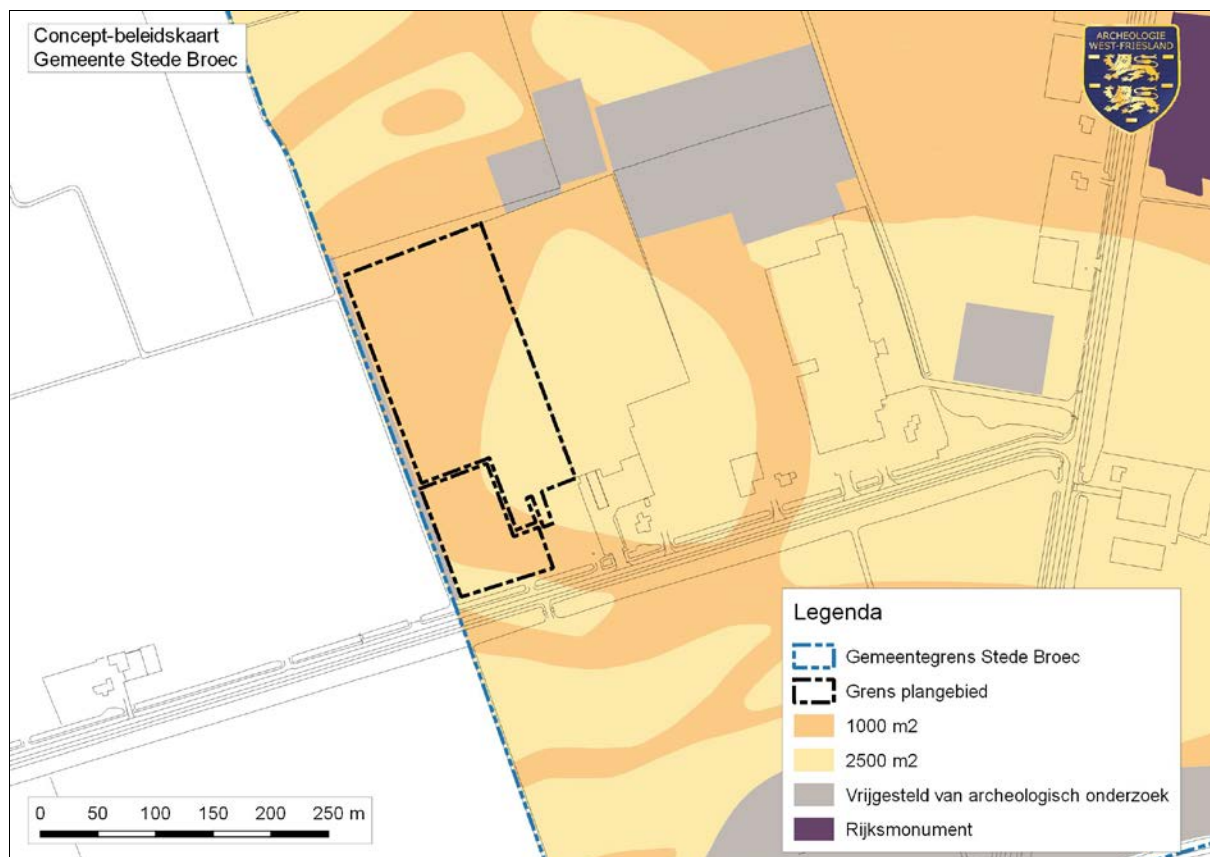 Concept-beleidskaart
Gemeente Stede Broec
ARCHEOLOGIE
WEST-FRIESLAND
Legenda
Gemeentegrens Stede Broec
Grens plangebied
1000 m2
2500 m2
Vrijgesteld van archeologisch onderzoek
Rijksmonument
0 50 100 150 200 250 m